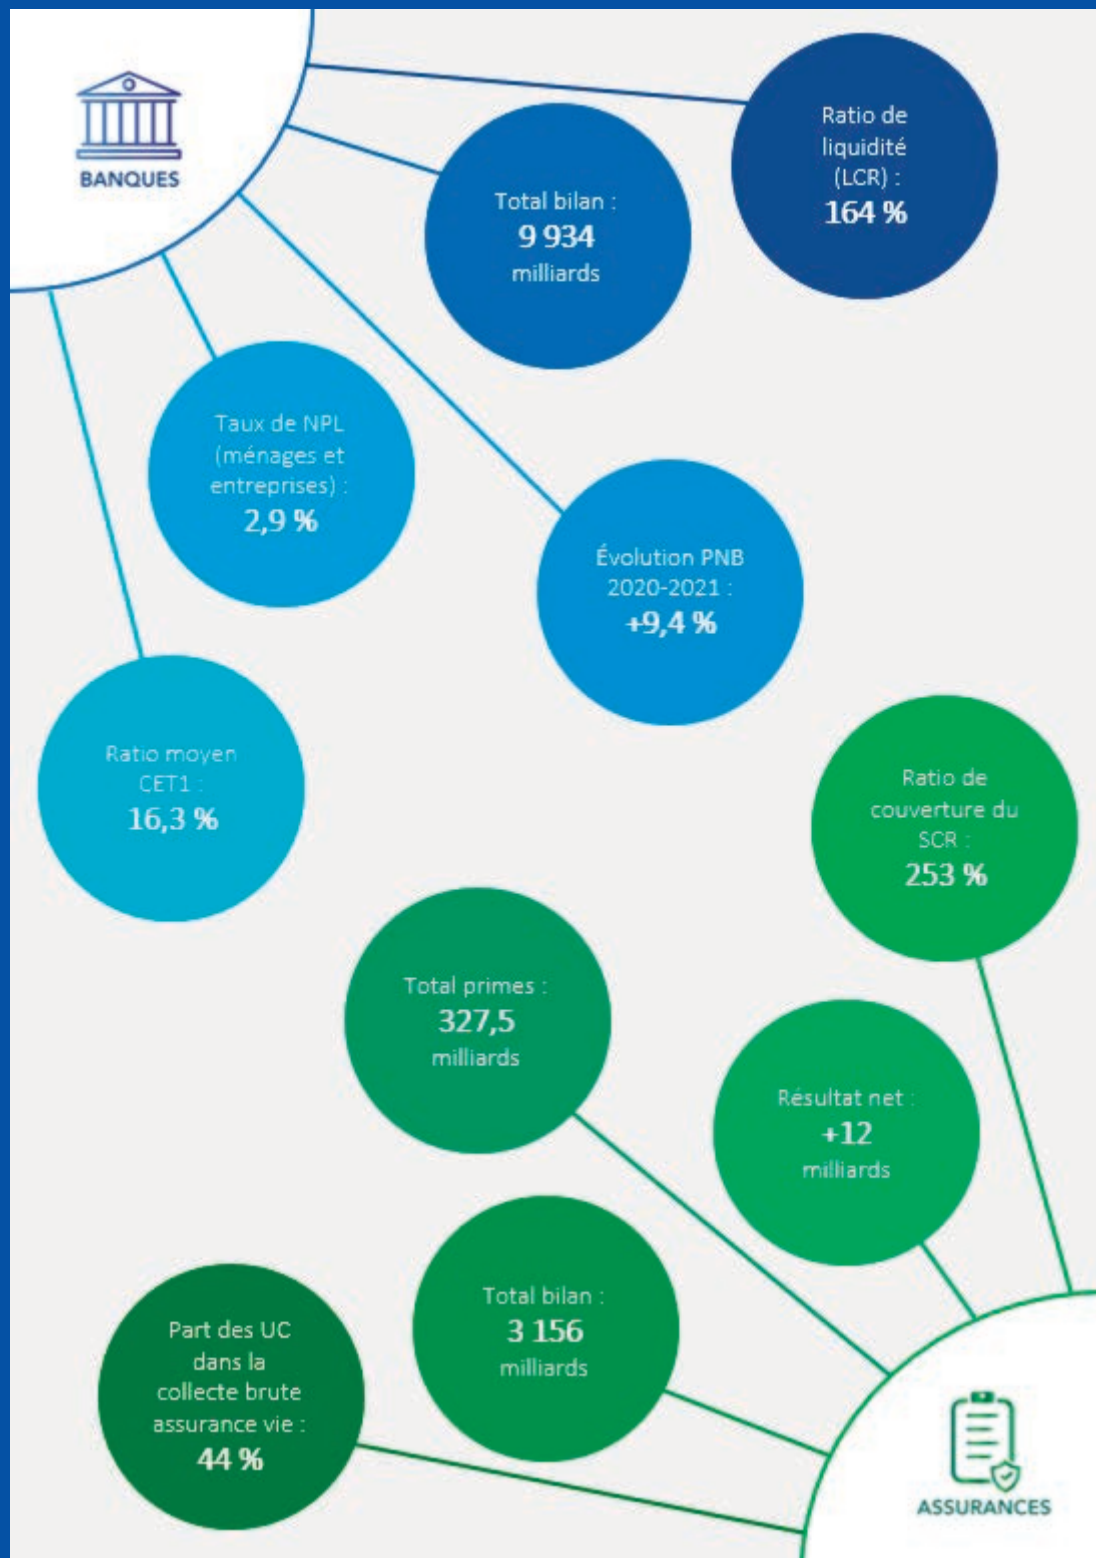 BANQUES
Ratio de
liquidité
(LCR) :
164 %
Total bilan :
9 934
milliards
Taux de NPL
(ménages et
entreprises) :
2,9 %
Évolution PNB
2020-2021 :
+9,4 %
Ratio moyen
CET1 :
16,3 %
Ratio de
couverture du
SCR :
253 %
Total primes :
327,5
milliards
Résultat net :
+12
milliards
Total bilan :
3 156
milliards
Part des UC
dans la
collecte brute
assurance vie :
44 %
ASSURANCES